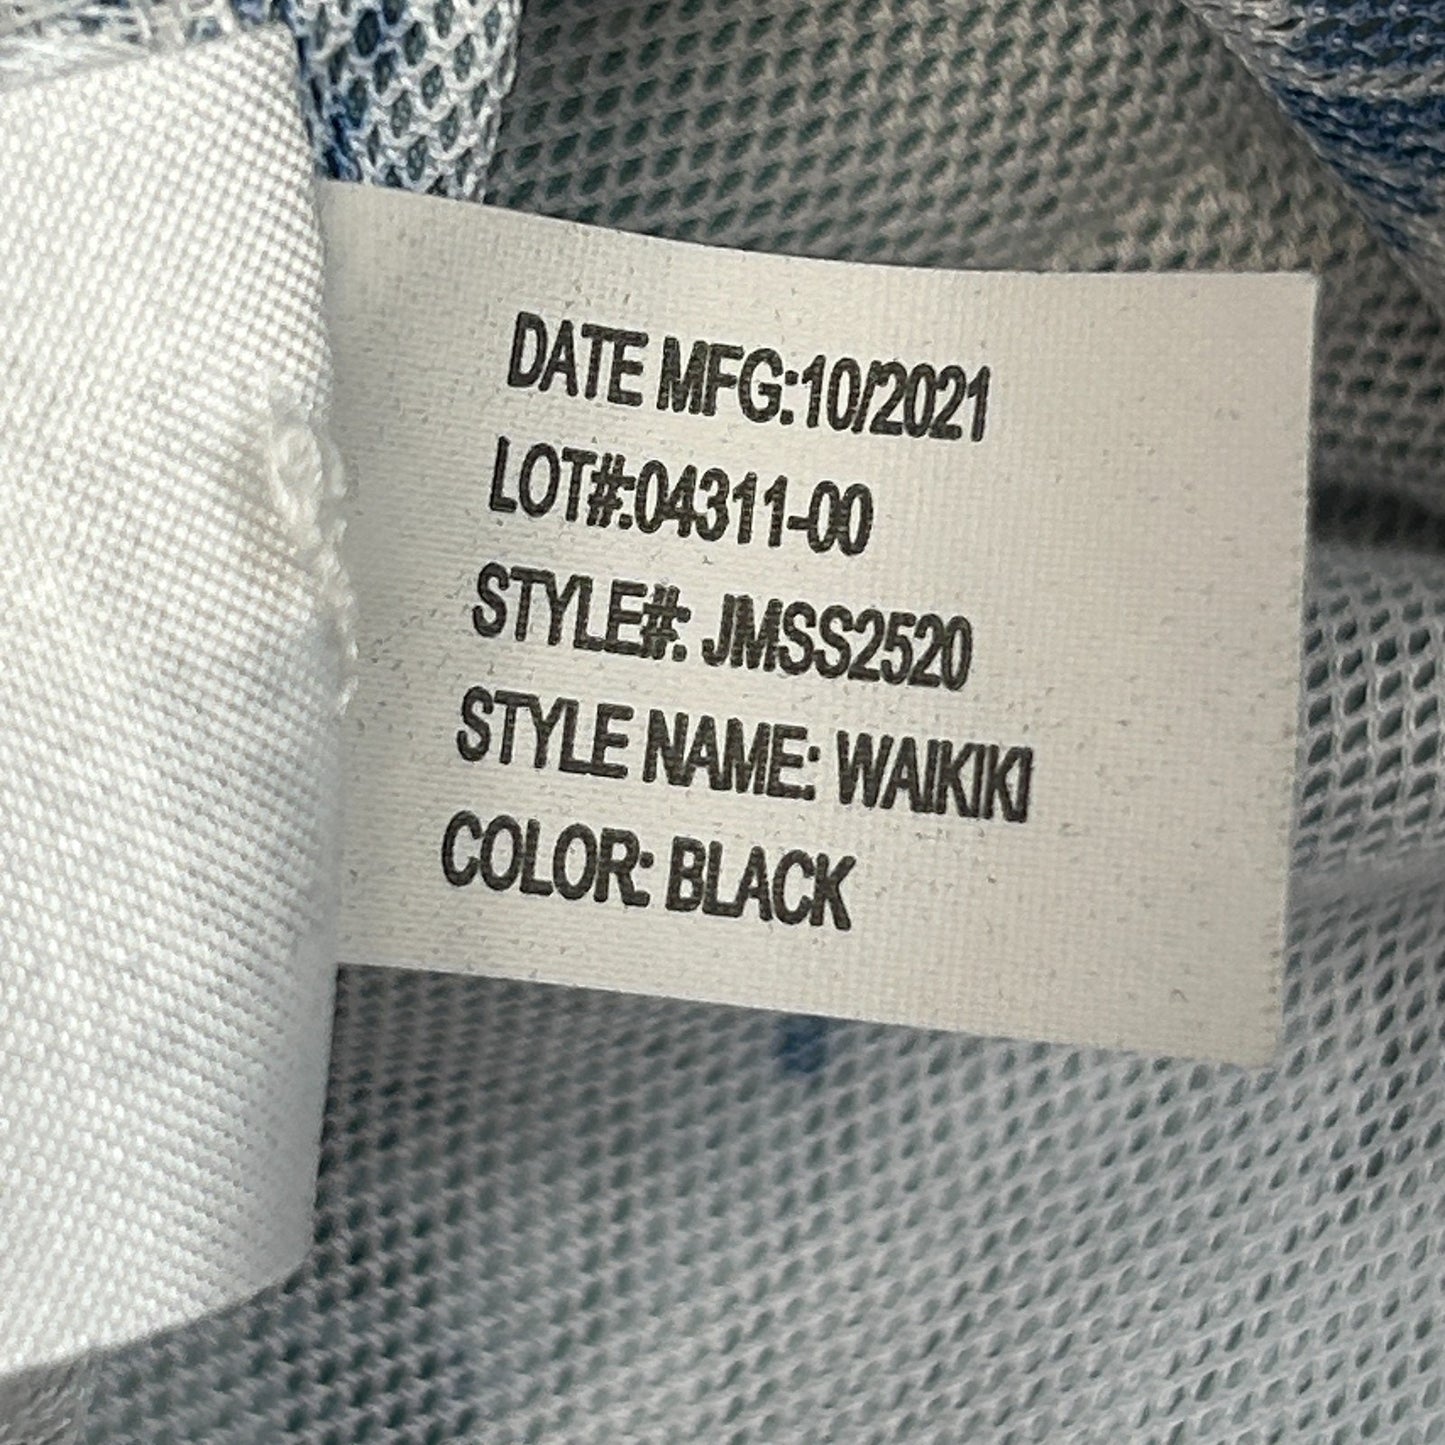 DATE MFG:10/2021
LOT#:04311-00
STYLE#: JMSS2520
STYLE NAME: WAIKIKI
COLOR: BLACK